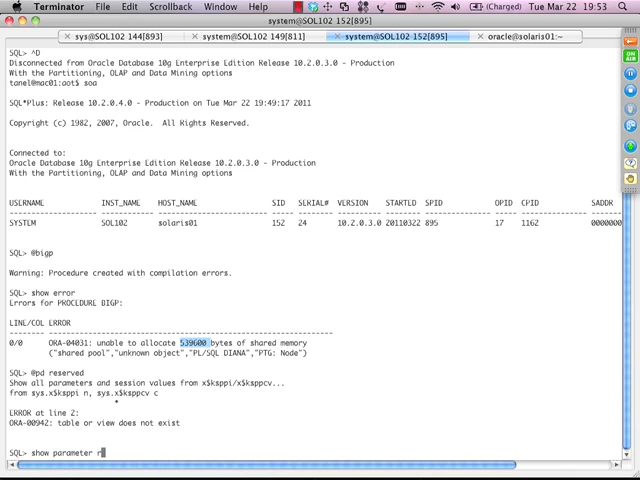 Terminator Edit Scrollback Window Help (Charged) Tue Mar 22 19:53
system@SOL102 152[895]
sys@SOL102 144[893] system@SOL102 149[811] system@SOL102 152[895] oracle@solaris01:~
SQL> ^D
Disconnected from Oracle Database 10g Enterprise Edition Release 10.2.0.3.0 - Production
With the Partitioning, OLAP and Data Mining options
tanel@mac01:aot$ soa
SQL*Plus: Release 10.2.0.4.0 - Production on Tue Mar 22 19:49:17 2011
Copyright (c) 1982, 2007, Oracle. All Rights Reserved.
Connected to:
Oracle Database 10g Enterprise Edition Release 10.2.0.3.0 - Production
With the Partitioning, OLAP and Data Mining options
USERNAME INST_NAME HOST_NAME SID SERIAL# VERSION STARTED SPID OPID CPID SADDR
SYSTEM SOL102 solaris01 152 24 10.2.0.3.0 20110322 895 17 1162 0000000
SQL> @bigp
Warning: Procedure created with compilation errors.
SQL> show error
Errors for PROCEDURE BIGP:
LINE/COL ERROR
0/0 ORA-04031: unable to allocate 539600 bytes of shared memory
("shared pool","unknown object","PL/SQL DIANA","PTG: Node")
SQL> @pd reserved
Show all parameters and session values from x$ksppi/x$ksppcv...
from sys.x$ksppi n, sys.x$ksppcv c
*
ERROR at line 2:
ORA-00942: table or view does not exist
SQL> show parameter r
ON AIR